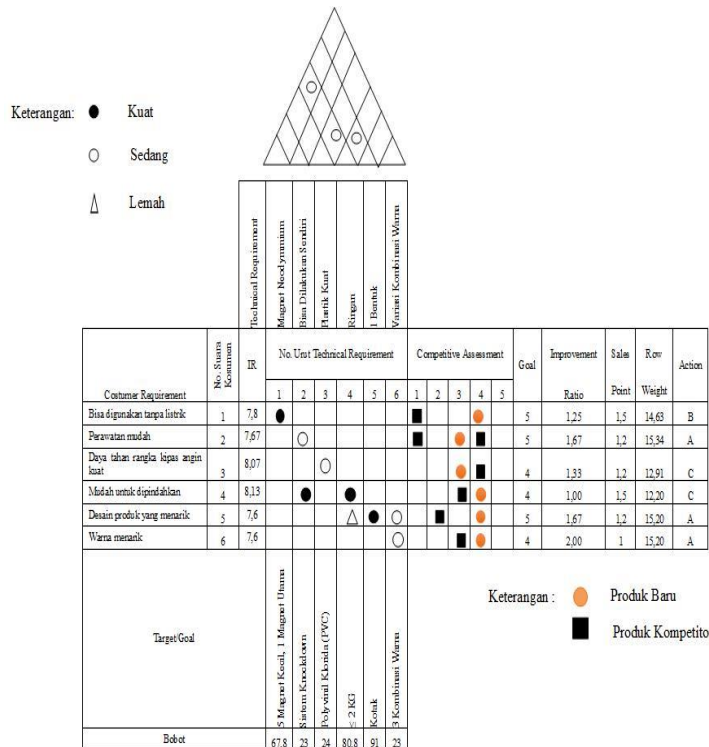 Keterangan: Kuat
Sedang
Lemah
Technical Requirement
Magnet Neodymmium
Bisa Dilakukan Sendiri
Plastik Kuat
Ringan
1 Bentuk
Variasi Kombinasi Warna
Costumer Requirement No. Suara Kosumen IR No. Urut Technical Requirement Competitive Assessment Goal Improvement Ratio Sales Point Row Weight Action
1 2 3 4 5 6 1 2 3 4 5
Bisa digunakan tanpa listrik 1 7,8 5 1,25 1,5 14,63 B
Perawatan mudah 2 7,67 5 1,67 1,2 15,34 A
Daya tahan rangka kipas angin
kuat 3 8,07 4 1,33 1,2 12,91 C
Mudah untuk dipindahkan 4 8,13 4 1,00 1,5 12,20 C
Desain produk yang menarik 5 7,6 5 1,67 1,2 15,20 A
Warna menarik 6 7,6 4 2,00 1 15,20 A
Keterangan : Produk Baru
Produk Kompetito
Target/Goal
5 Magnet Kecil, 1 Magnet Utama
Sistem Knockdown
Polyvinil Klorida (PVC)
≤ 2 KG
Kotak
3 Kombinasi Warna
Bobot 67,8 23 24 80,8 91 23